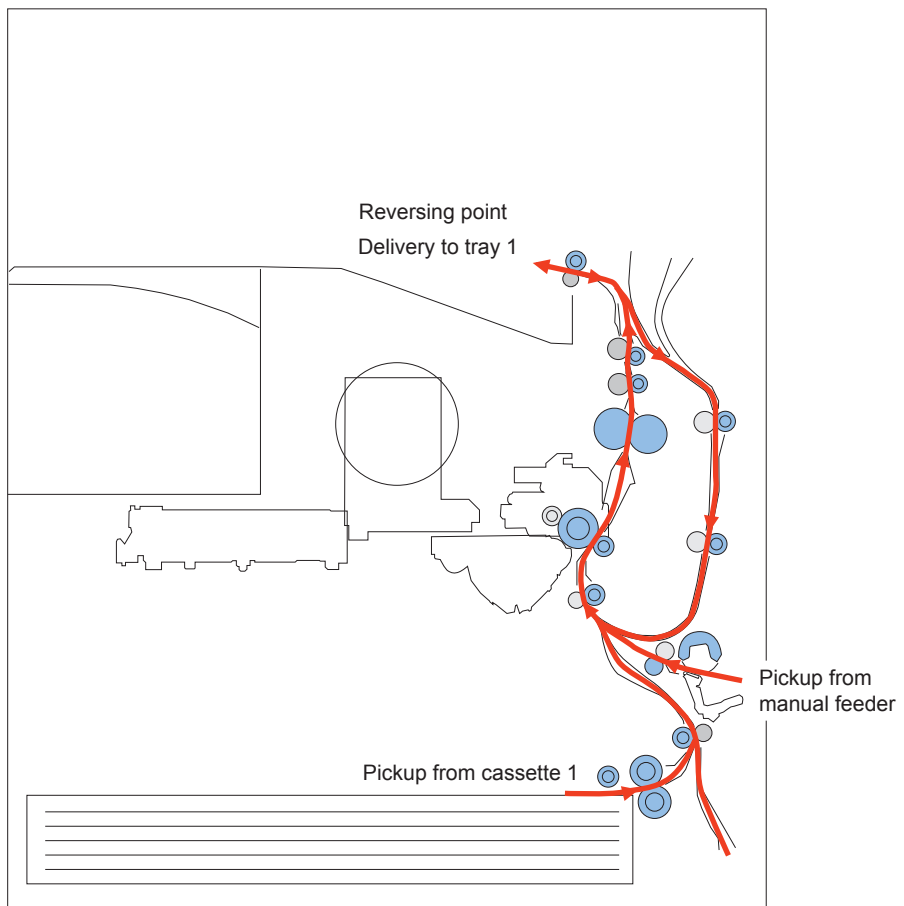 Reversing point
Delivery to tray 1
Pickup from
manual feeder
Pickup from cassette 1